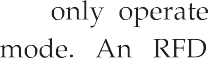 only operate
mode. An RFD